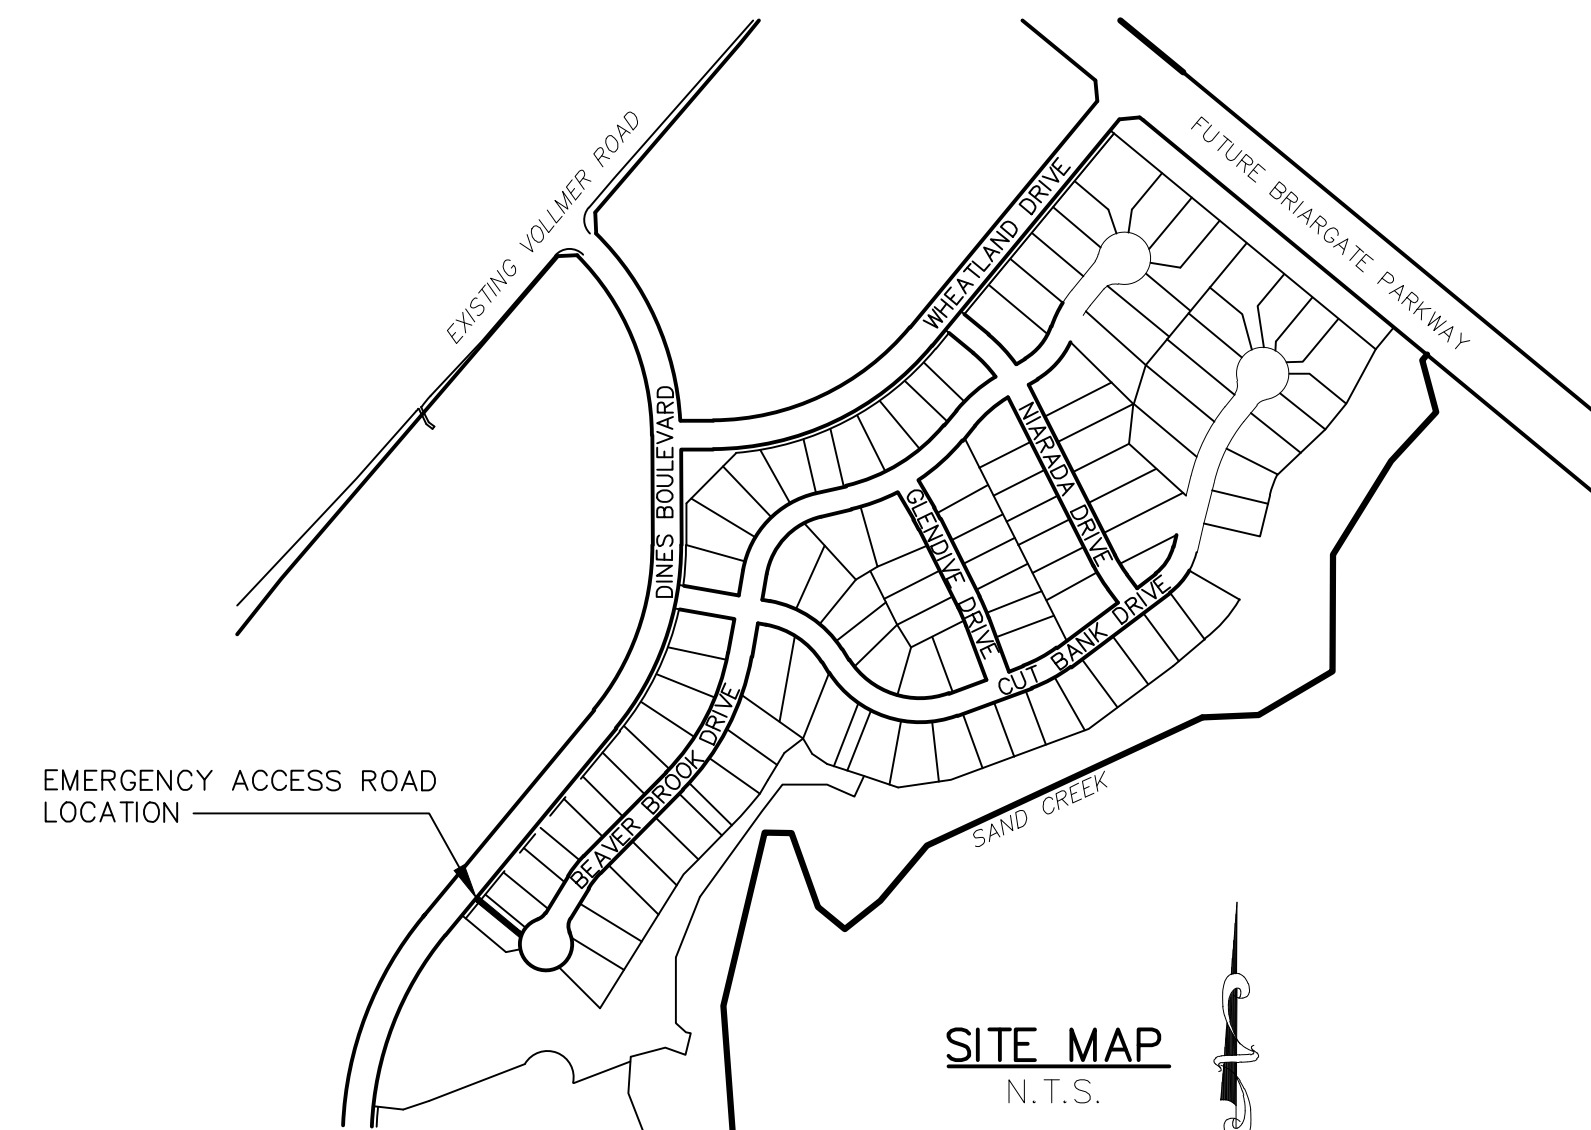 EXISTING VOLLMER ROAD
FUTURE BRIARGATE PARKWAY
WHEATLAND DRIVE
DINES BOULEVARD
NIARADA DRIVE
GLENDIVE DRIVE
CUT BANK DRIVE
BEAVER BROOK DRIVE
EMERGENCY ACCESS ROAD
LOCATION
SAND CREEK
SITE MAP
N.T.S.